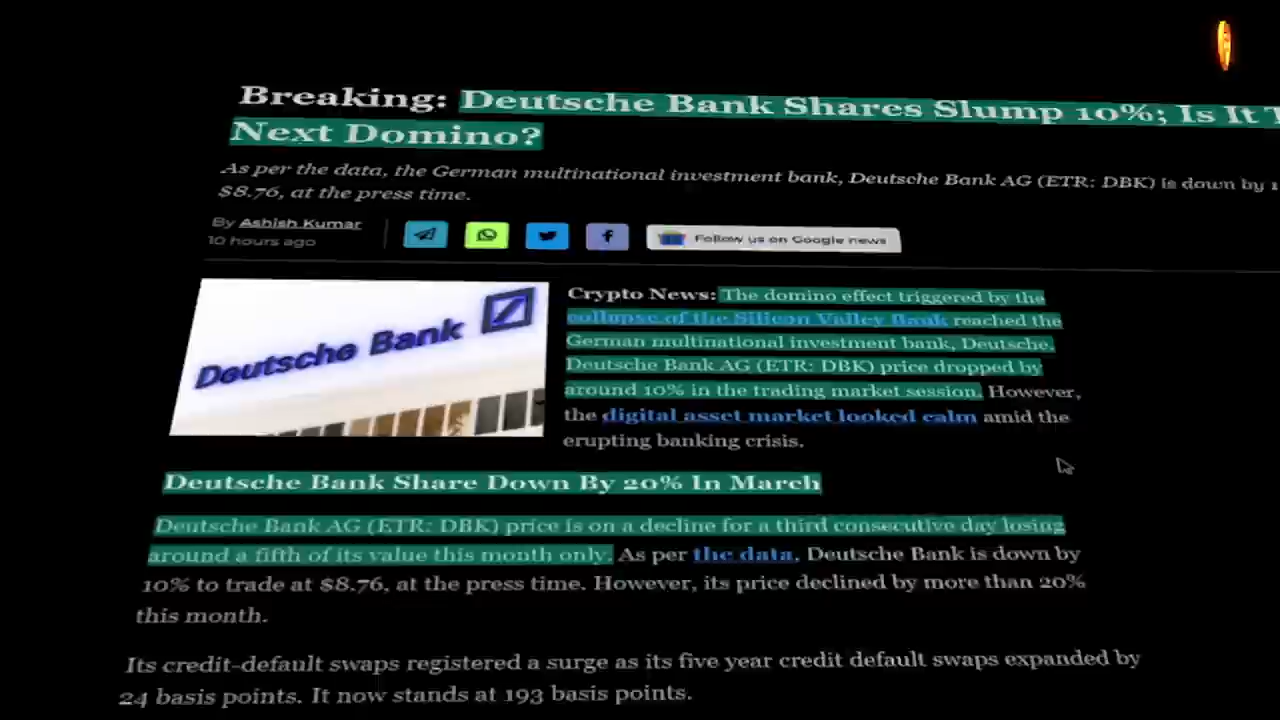 Breaking: Deutsche Bank Shares Slump 10%; Is It
Next Domino?
As per the data, the German multinational investment bank, Deutsche Bank AG (ETR: DBK) is down by
$8.76, at the press time.
By Ashish Kumar
10 hours ago
Follow us on Google news
Deutsche Bank
Crypto News: The domino effect triggered by the
collapse of the Silicon Valley Bank reached the
German multinational investment bank, Deutsche.
Deutsche Bank AG (ETR: DBK) price dropped by
around 10% in the trading market session. However,
the digital asset market looked calm amid the
erupting banking crisis.
Deutsche Bank Share Down By 20% In March
Deutsche Bank AG (ETR: DBK) price is on a decline for a third consecutive day losing
around a fifth of its value this month only. As per the data, Deutsche Bank is down by
10% to trade at $8.76, at the press time. However, its price declined by more than 20%
this month.
Its credit-default swaps registered a surge as its five year credit default swaps expanded by
24 basis points. It now stands at 193 basis points.